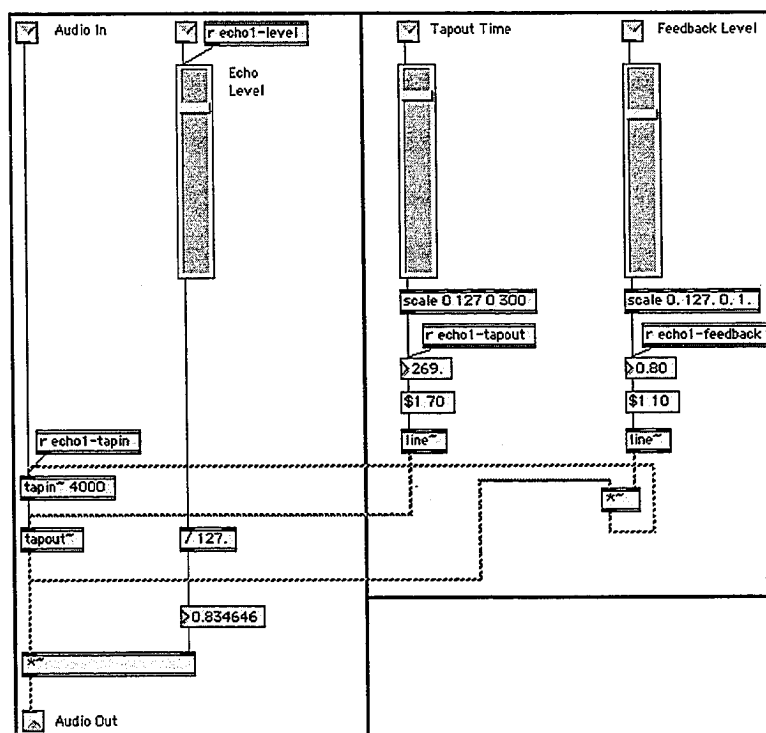 Audio In
r echo1-level
Echo
Level
Tapout Time
Feedback Level
scale 0 127 0 300
scale 0. 127. 0. 1.
r echo1-tapout
r echo1-feedback
269.
0.80
$1 70
$1 10
line~
line~
r echo1-tapin
tapin~ 4000
*~
tapout~
/ 127.
0.834646
*~
Audio Out